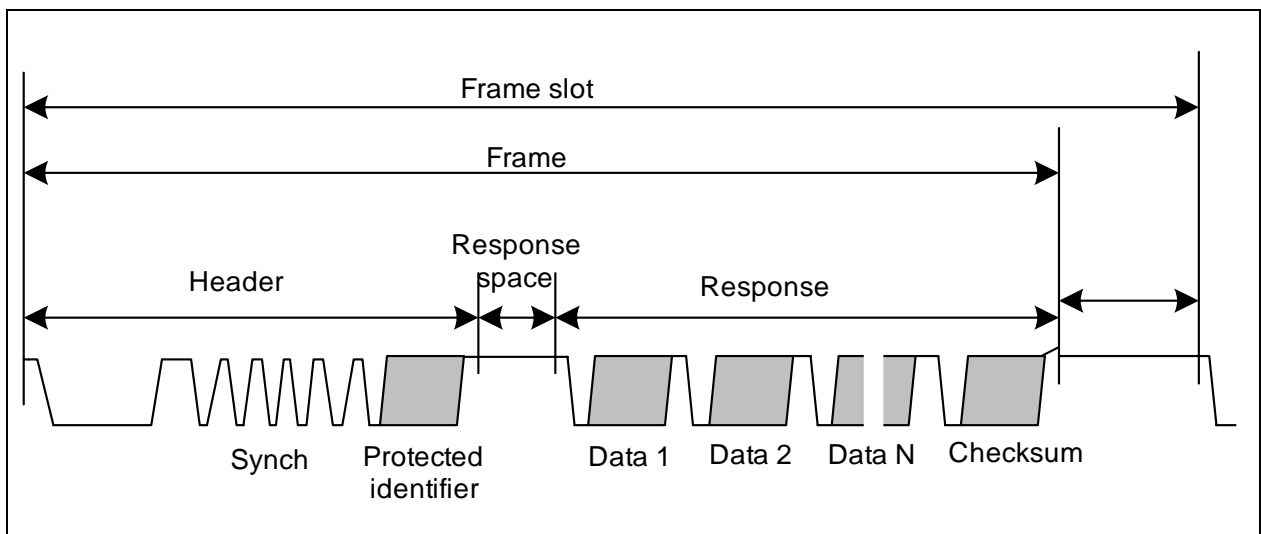 Frame slot
Frame
Header
Response
space
Response
Synch
Protected
identifier
Data 1
Data 2
Data N
Checksum